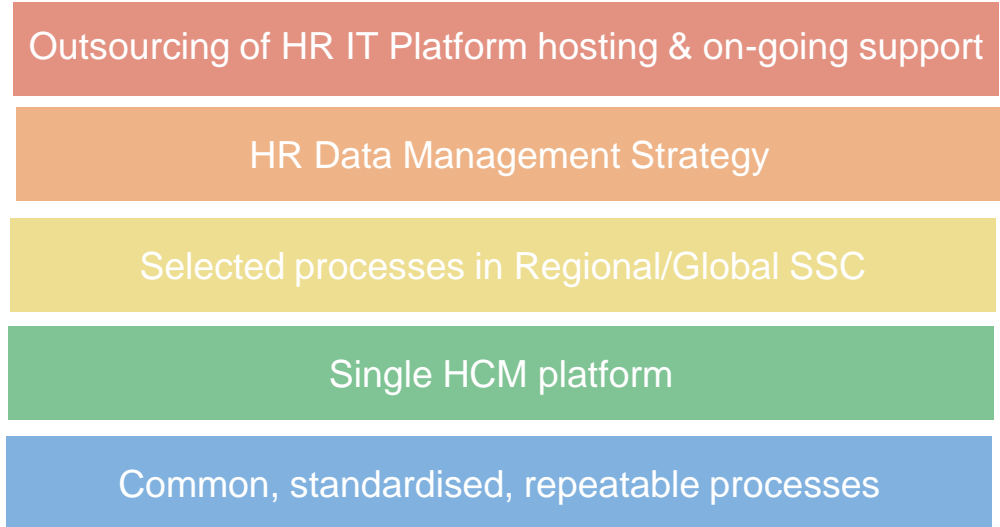 Outsourcing of HR IT Platform hosting & on-going support
HR Data Management Strategy
Selected processes in Regional/Global SSC
Single HCM platform
Common, standardised, repeatable processes